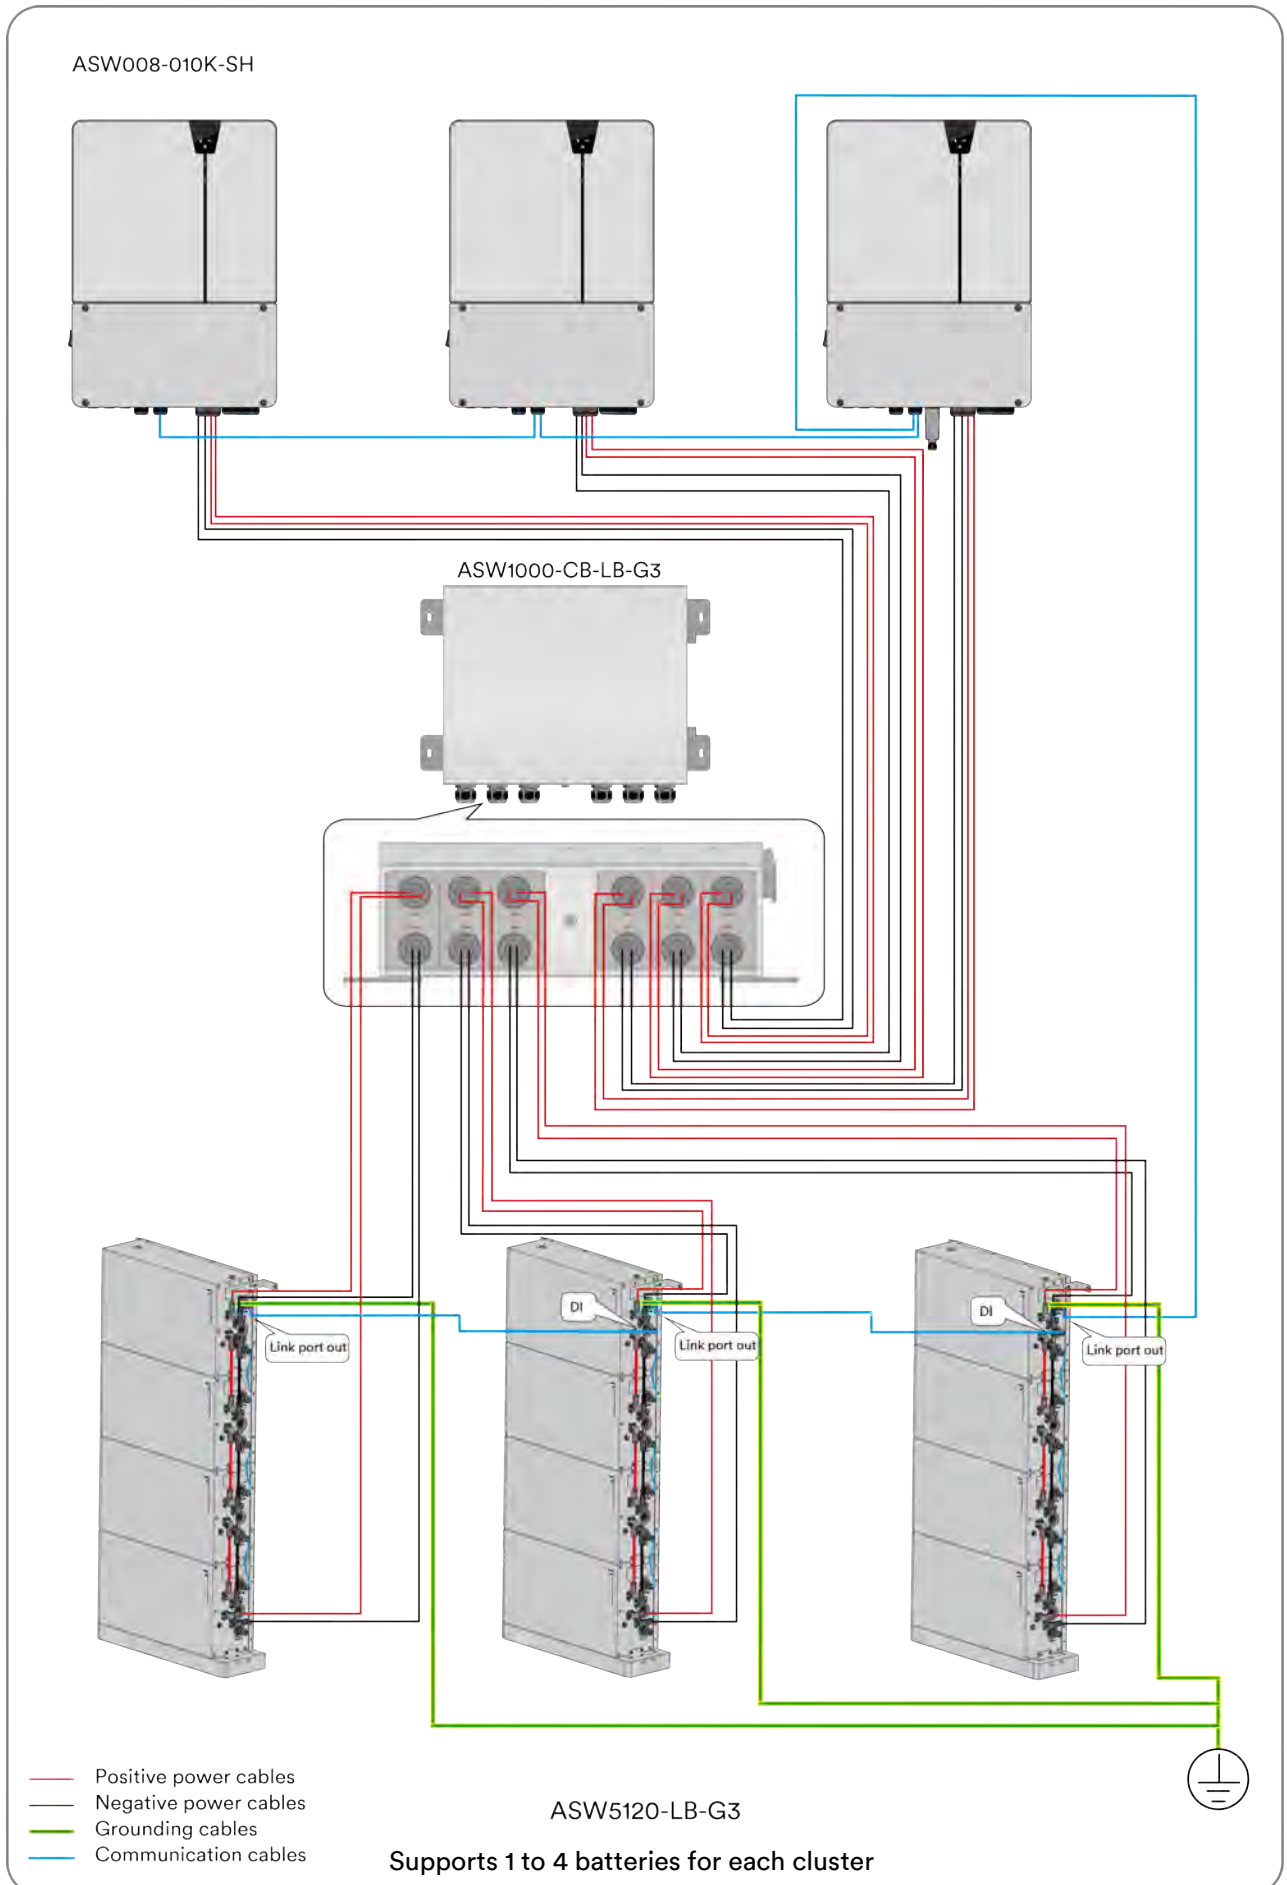 ASW008-010K-SH
ASW1000-CB-LB-G3
DI
Link port out
DI
Link port out
Link port out
Positive power cables
Negative power cables
Grounding cables
Communication cables
ASW5120-LB-G3
Supports 1 to 4 batteries for each cluster